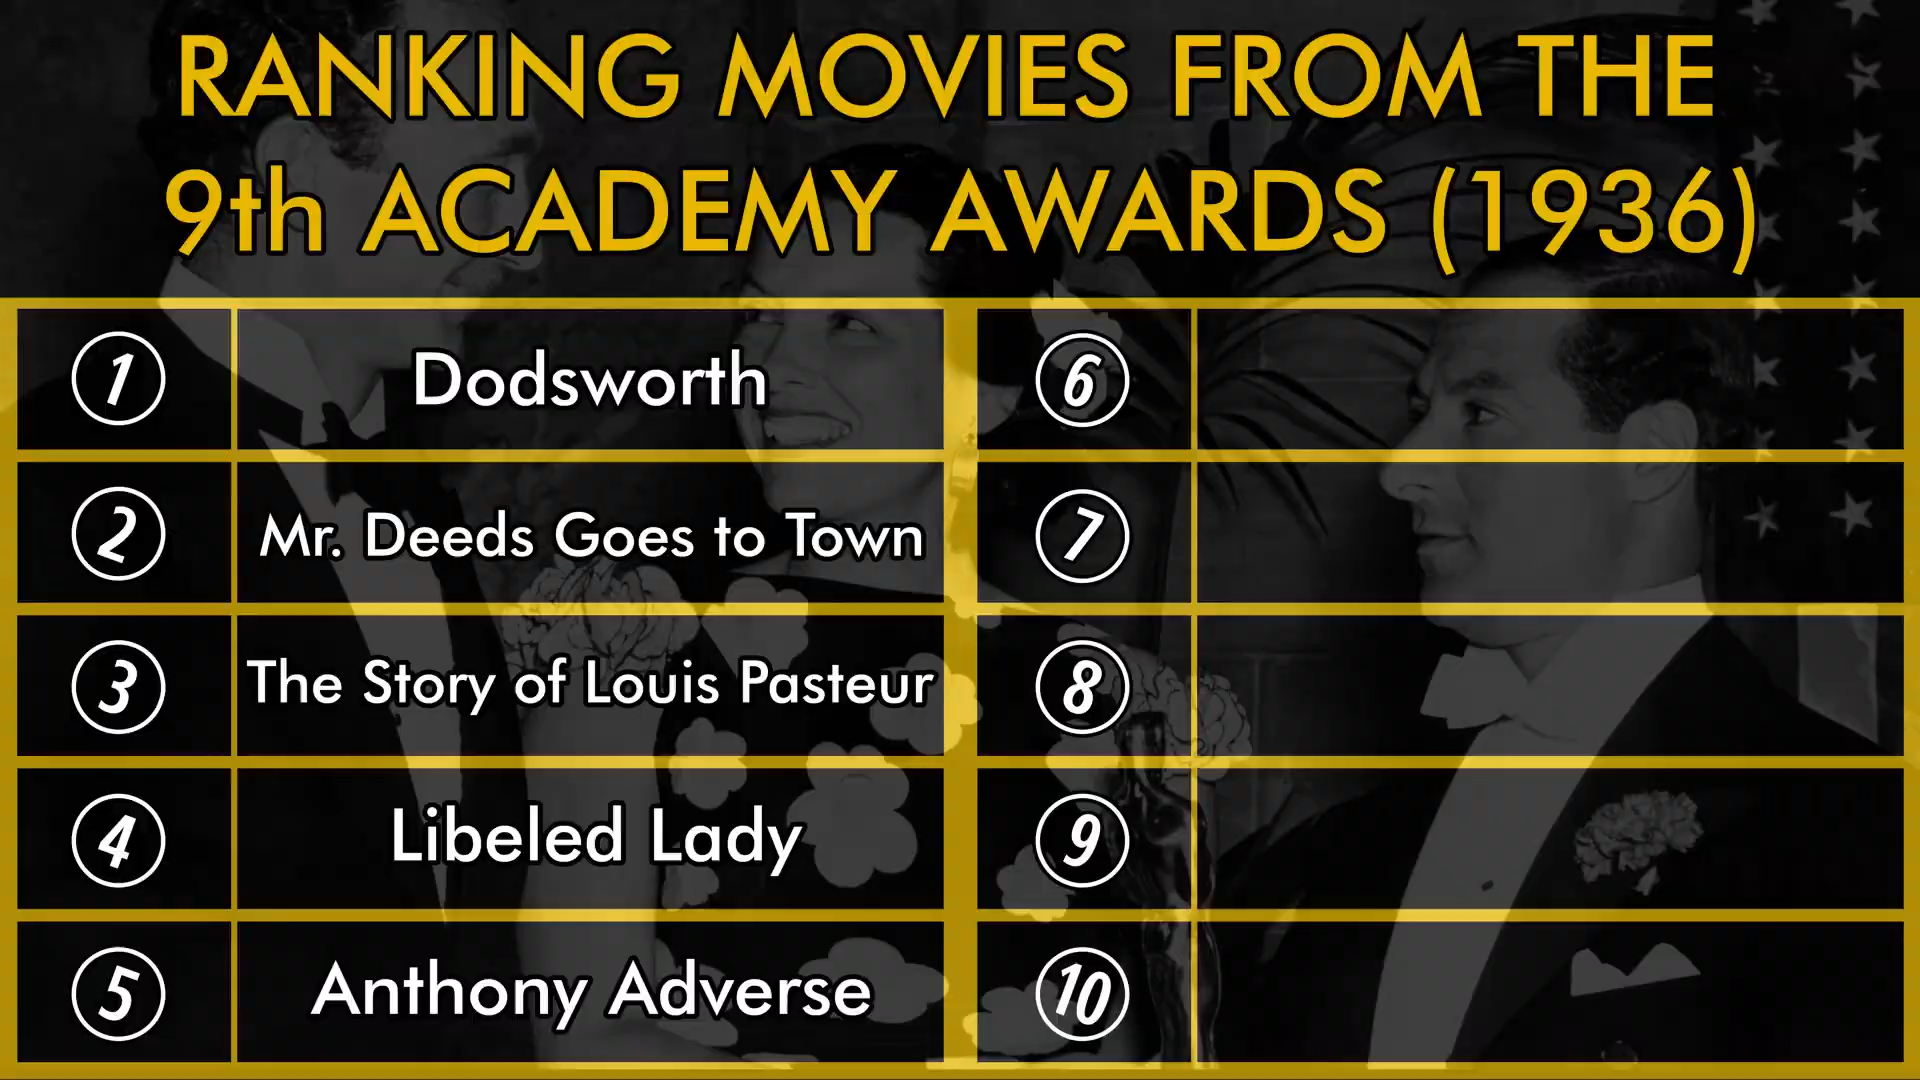 RANKING MOVIES FROM THE
9th ACADEMY AWARDS (1936)
1 Dodsworth
2 Mr. Deeds Goes to Town
3 The Story of Louis Pasteur
4 Libeled Lady
5 Anthony Adverse
6
7
8
9
10